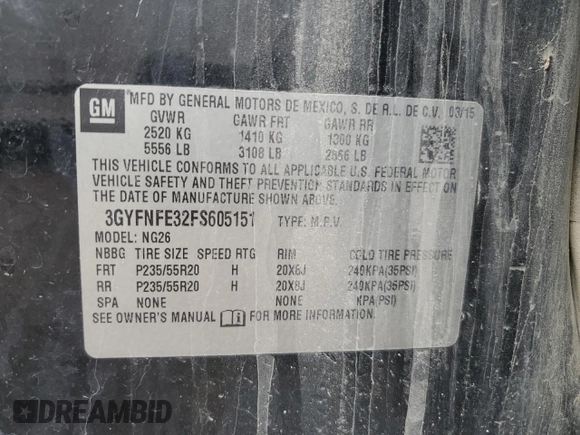 GM
MFD BY GENERAL MOTORS DE MEXICO, S. DE R.L. DE C.V. 03/15
GVWR GAWR FRT GAWR RR
2520 KG 1410 KG 1360 KG
5556 LB 3108 LB 2556 LB
THIS VEHICLE CONFORMS TO ALL APPLICABLE U.S. FEDERAL MOTOR
VEHICLE SAFETY AND THEFT PREVENTION STANDARDS IN EFFECT ON
THE DATE OF MANUFACTURE SHOWN ABOVE.
3GYFNFE32FS605151 TYPE: M.P.V.
MODEL: NG26
NBBG TIRE SIZE SPEED RTG RIM COLD TIRE PRESSURE
FRT P235/55R20 H 20X8J 240KPA(35PSI)
RR P235/55R20 H 20X8J 240KPA(35PSI)
SPA NONE NONE KPA(PSI)
SEE OWNER'S MANUAL FOR MORE INFORMATION.
DREAMBID